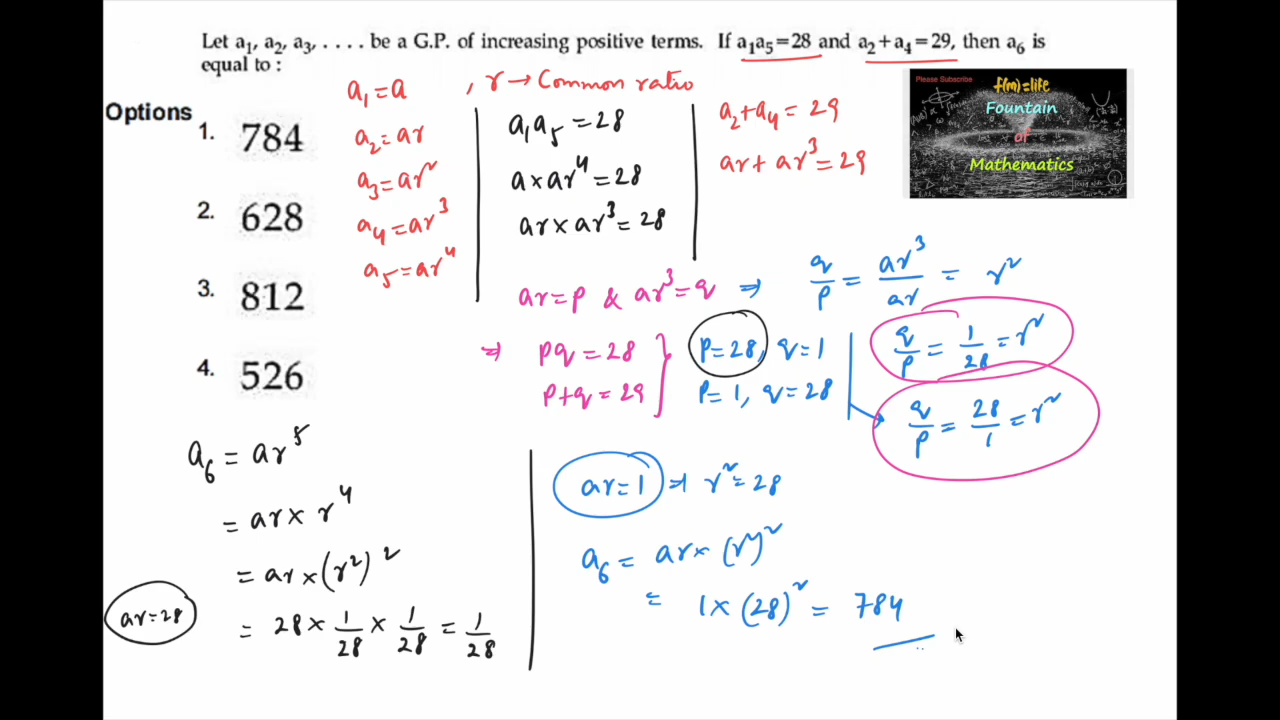 Let a₁, a₂, a₃, . . . . be a G.P. of increasing positive terms. If a₁a₅=28 and a₂+a₄=29, then a₆ is
equal to :
Options
1. 784
2. 628
3. 812
4. 526
a₁ = a , r → Common ratio
a₂ = ar
a₃ = ar²
a₄ = ar³
a₅ = ar⁴
a₁a₅ = 28
a × ar⁴ = 28
ar × ar³ = 28
a₂+a₄ = 29
ar + ar³ = 29
Please Subscribe
f(m)=life
Fountain
of
Mathematics
ar = p & ar³ = q ⇒ q/p = ar³/ar = r²
⇒ pq = 28
p+q = 29
p = 28, q = 1
p = 1, q = 28
q/p = 1/28 = r²
q/p = 28/1 = r²
a₆ = ar⁵
= ar × r⁴
= ar × (r²)²
ar = 28
= 28 × 1/28 × 1/28 = 1/28
ar = 1 ⇒ r² = 28
a₆ = ar × (r²)²
= 1 × (28)² = 784